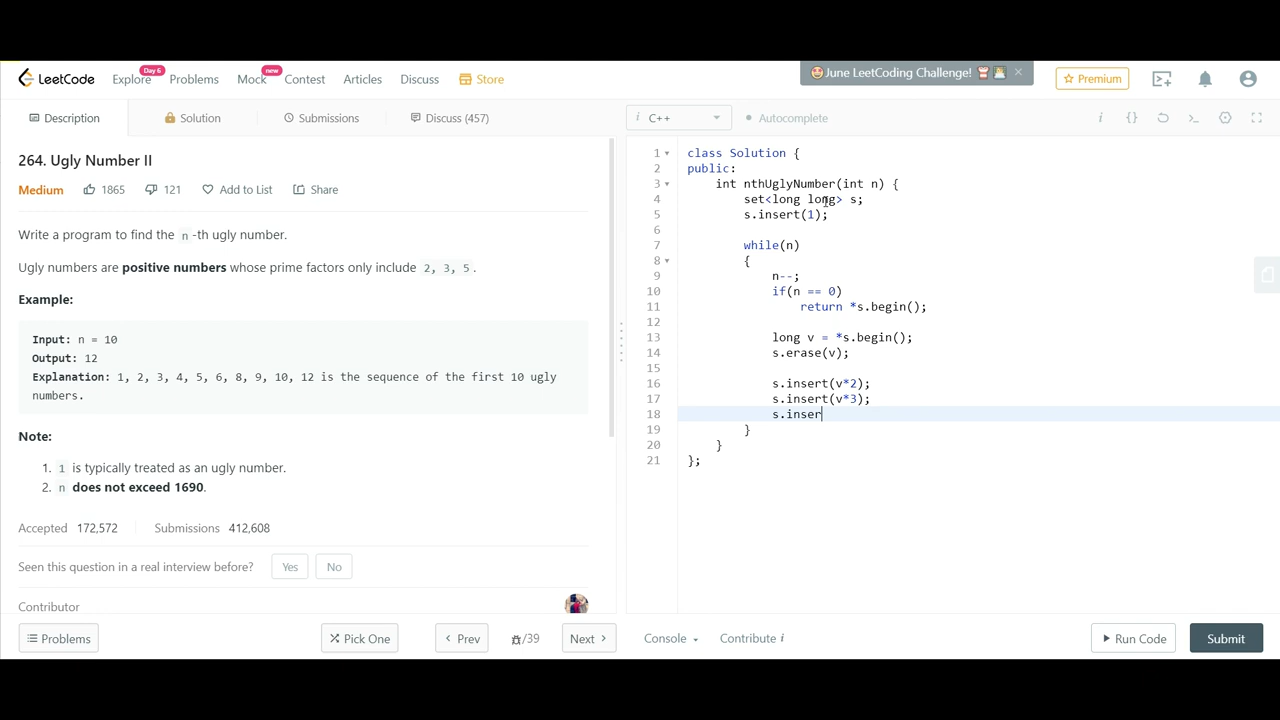 LeetCode Explore Day 6 Problems Mock new Contest Articles Discuss Store June LeetCoding Challenge! Premium
Description Solution Submissions Discuss (457)
264. Ugly Number II
Medium 1865 121 Add to List Share
Write a program to find the n -th ugly number.
Ugly numbers are positive numbers whose prime factors only include 2, 3, 5 .
Example:
Input: n = 10
Output: 12
Explanation: 1, 2, 3, 4, 5, 6, 8, 9, 10, 12 is the sequence of the first 10 ugly
numbers.
Note:
1. 1 is typically treated as an ugly number.
2. n does not exceed 1690.
Accepted 172,572 Submissions 412,608
Seen this question in a real interview before? Yes No
Contributor
Problems Pick One Prev /39 Next
i C++ Autocomplete i {}
1 class Solution {
2 public:
3 int nthUglyNumber(int n) {
4 set<long long> s;
5 s.insert(1);
6
7 while(n)
8 {
9 n--;
10 if(n == 0)
11 return *s.begin();
12
13 long v = *s.begin();
14 s.erase(v);
15
16 s.insert(v*2);
17 s.insert(v*3);
18 s.inser
19 }
20 }
21 };
Console Contribute i Run Code Submit